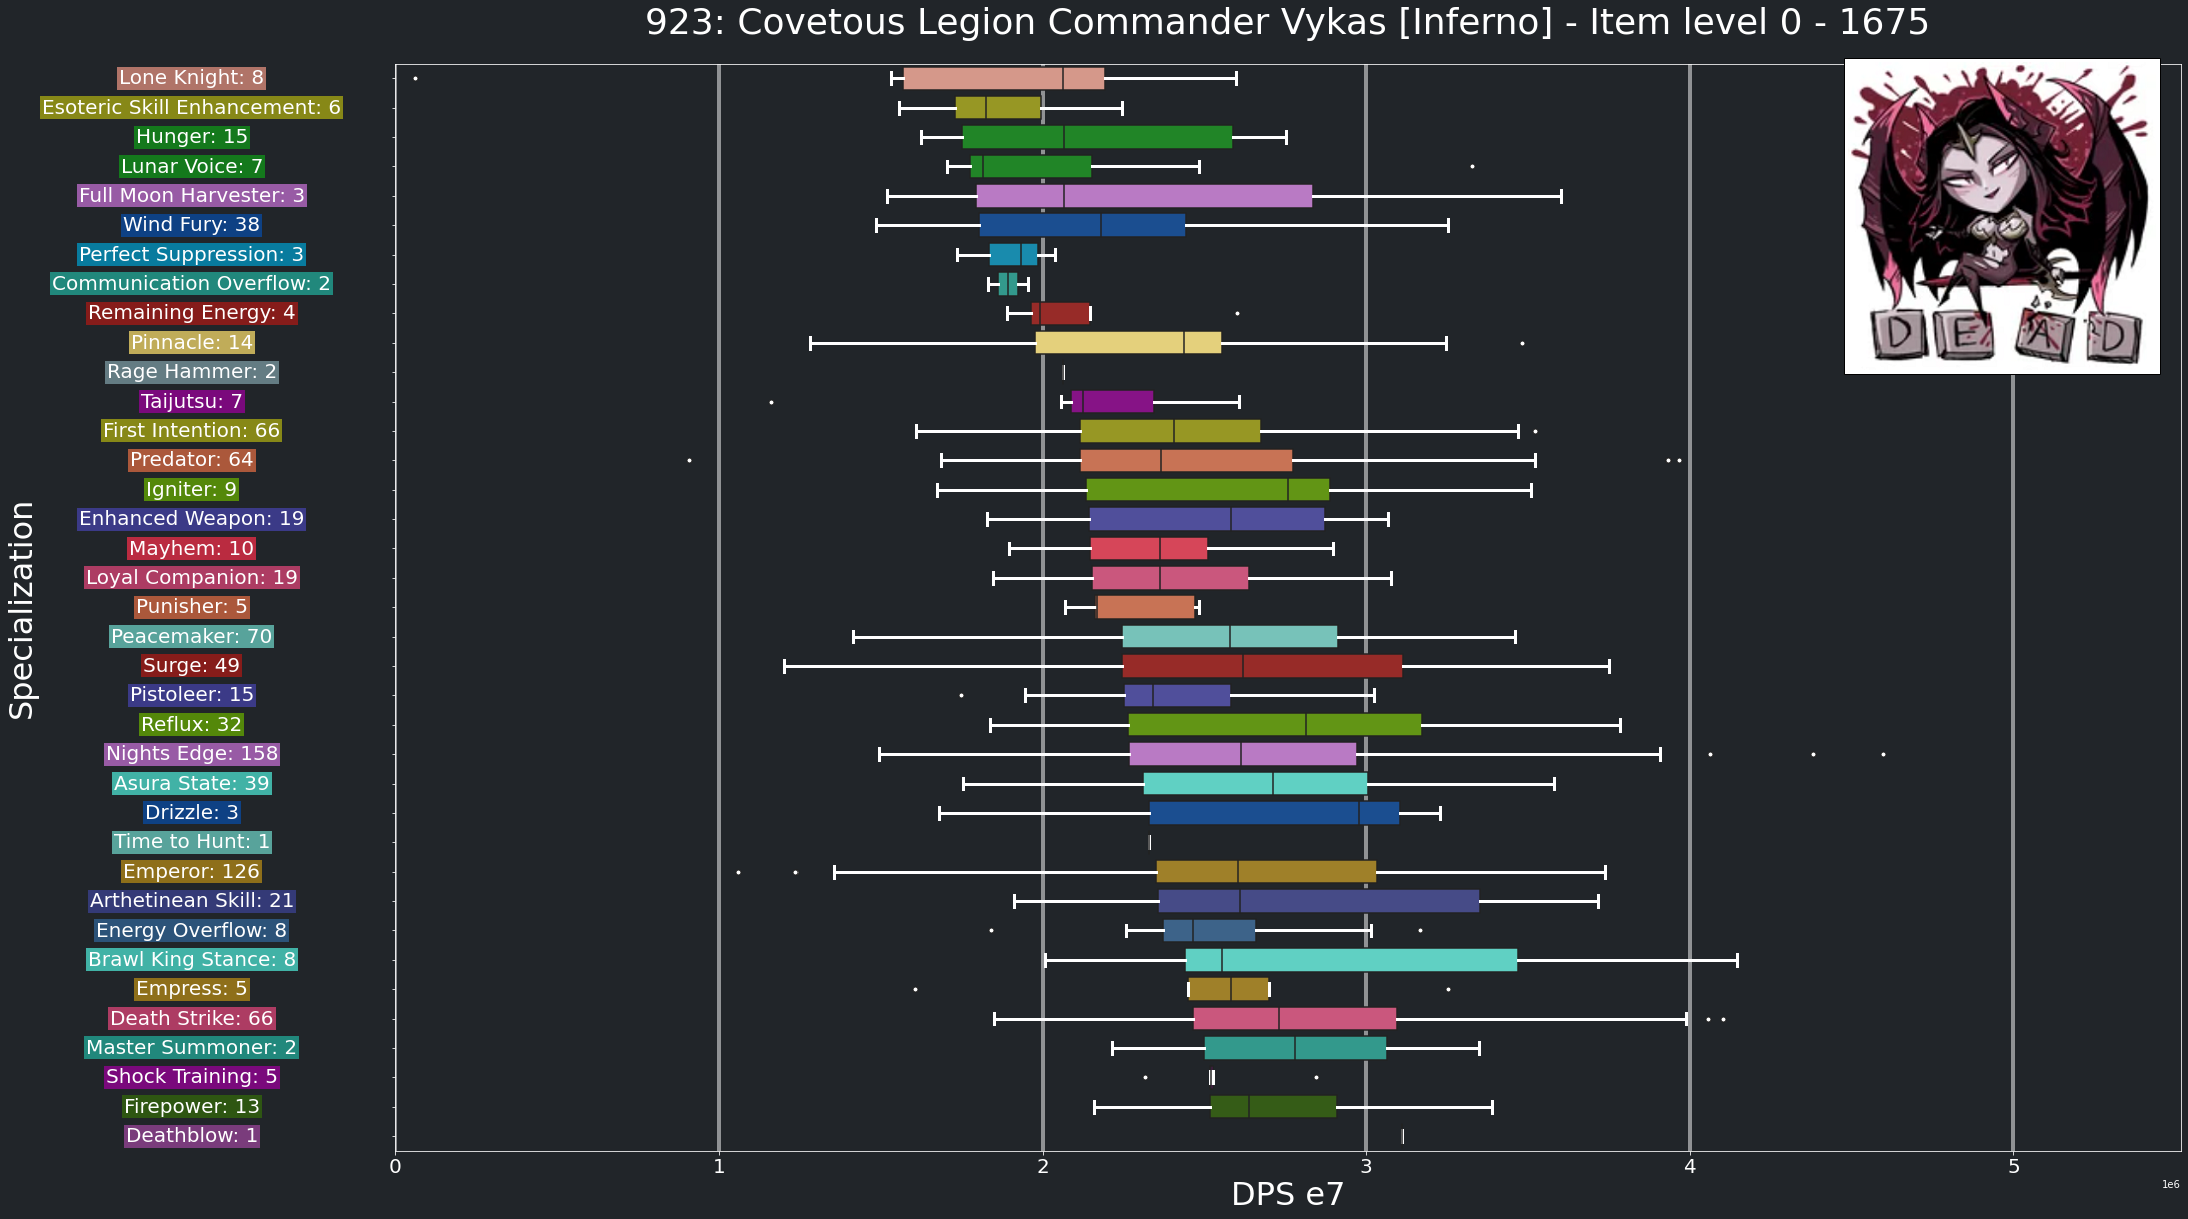 923: Covetous Legion Commander Vykas [Inferno] - Item level 0 - 1675
Lone Knight: 8
Esoteric Skill Enhancement: 6
Hunger: 15
Lunar Voice: 7
Full Moon Harvester: 3
Wind Fury: 38
Perfect Suppression: 3
Communication Overflow: 2
Remaining Energy: 4
Pinnacle: 14
Rage Hammer: 2
Taijutsu: 7
First Intention: 66
Predator: 64
Igniter: 9
Enhanced Weapon: 19
Mayhem: 10
Loyal Companion: 19
Punisher: 5
Peacemaker: 70
Surge: 49
Pistoleer: 15
Reflux: 32
Nights Edge: 158
Asura State: 39
Drizzle: 3
Time to Hunt: 1
Emperor: 126
Arthetinean Skill: 21
Energy Overflow: 8
Brawl King Stance: 8
Empress: 5
Death Strike: 66
Master Summoner: 2
Shock Training: 5
Firepower: 13
Deathblow: 1
Specialization
DEAD
0 1 2 3 4 5
DPS e7
1e6